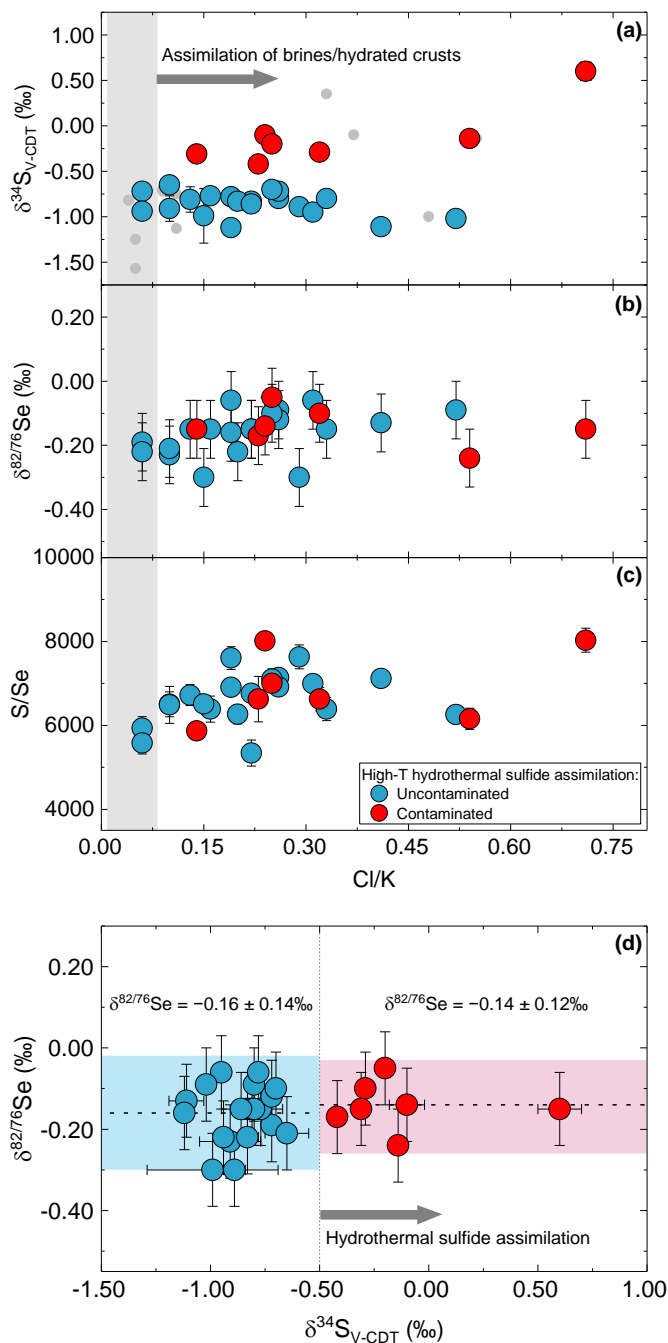 (a)
Assimilation of brines/hydrated crusts
1.00
0.50
0.00
-0.50
-1.00
-1.50
δ³⁴S_V-CDT (‰)
(b)
0.20
0.00
-0.20
-0.40
δ⁸²/⁷⁶Se (‰)
(c)
10000
8000
6000
4000
S/Se
High-T hydrothermal sulfide assimilation:
Uncontaminated
Contaminated
0.00 0.15 0.30 0.45 0.60 0.75
Cl/K
(d)
0.20
0.00
-0.20
-0.40
δ⁸²/⁷⁶Se (‰)
δ⁸²/⁷⁶Se = −0.16 ± 0.14‰
δ⁸²/⁷⁶Se = −0.14 ± 0.12‰
Hydrothermal sulfide assimilation
-1.50 -1.00 -0.50 0.00 0.50 1.00
δ³⁴S_V-CDT (‰)